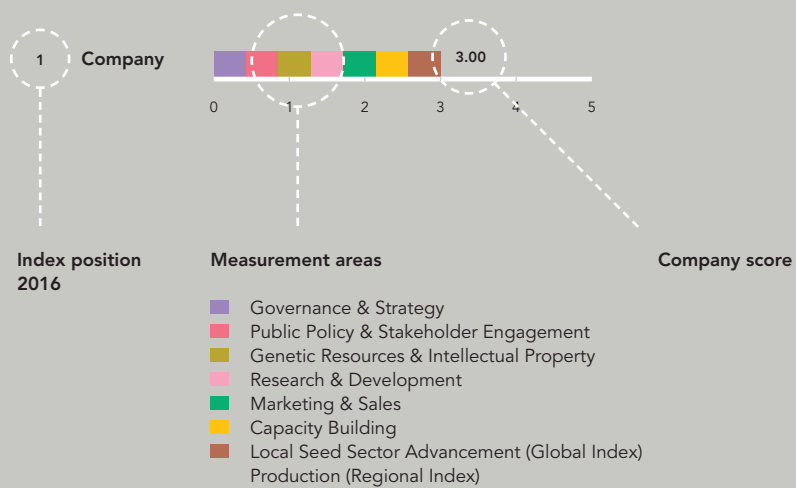 1 Company 3.00
0 1 2 3 4 5
Index position
2016
Measurement areas
Governance & Strategy
Public Policy & Stakeholder Engagement
Genetic Resources & Intellectual Property
Research & Development
Marketing & Sales
Capacity Building
Local Seed Sector Advancement (Global Index)
Production (Regional Index)
Company score